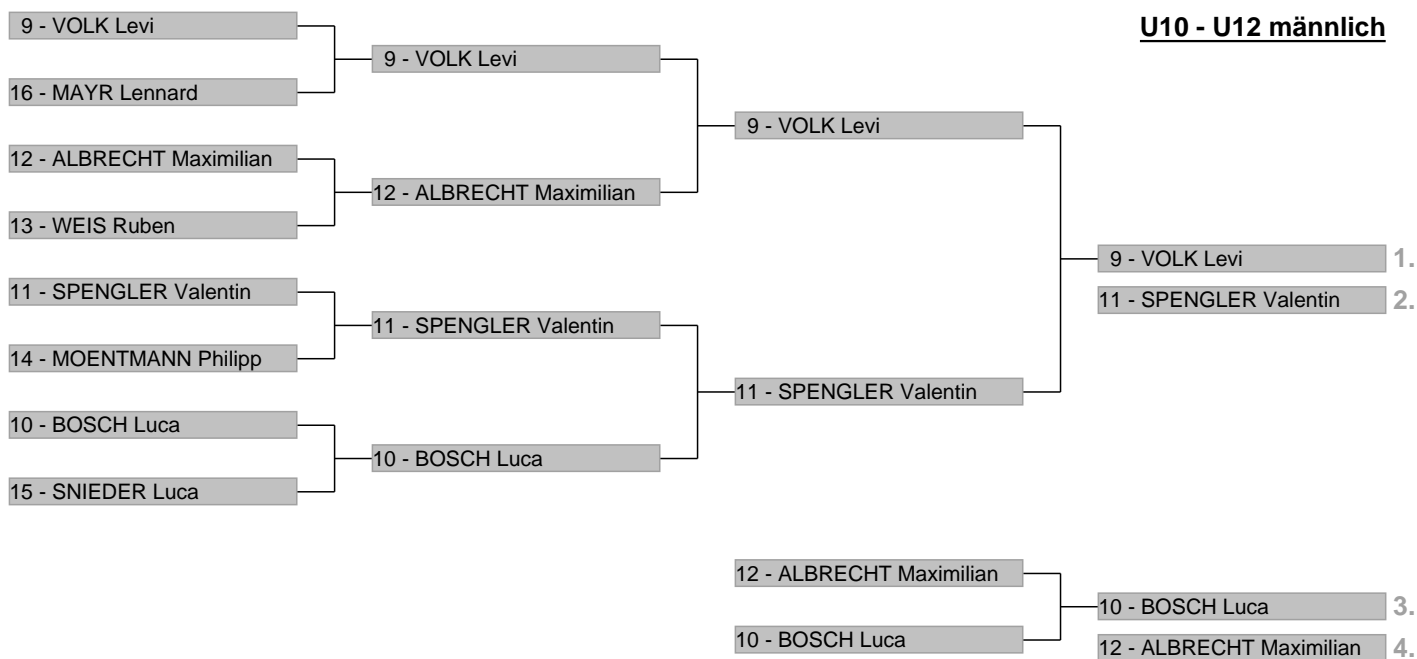 U10 - U12 männlich
9 - VOLK Levi
16 - MAYR Lennard
12 - ALBRECHT Maximilian
13 - WEIS Ruben
11 - SPENGLER Valentin
14 - MOENTMANN Philipp
10 - BOSCH Luca
15 - SNIEDER Luca
9 - VOLK Levi
12 - ALBRECHT Maximilian
11 - SPENGLER Valentin
10 - BOSCH Luca
9 - VOLK Levi
11 - SPENGLER Valentin
9 - VOLK Levi 1.
11 - SPENGLER Valentin 2.
12 - ALBRECHT Maximilian
10 - BOSCH Luca
10 - BOSCH Luca 3.
12 - ALBRECHT Maximilian 4.